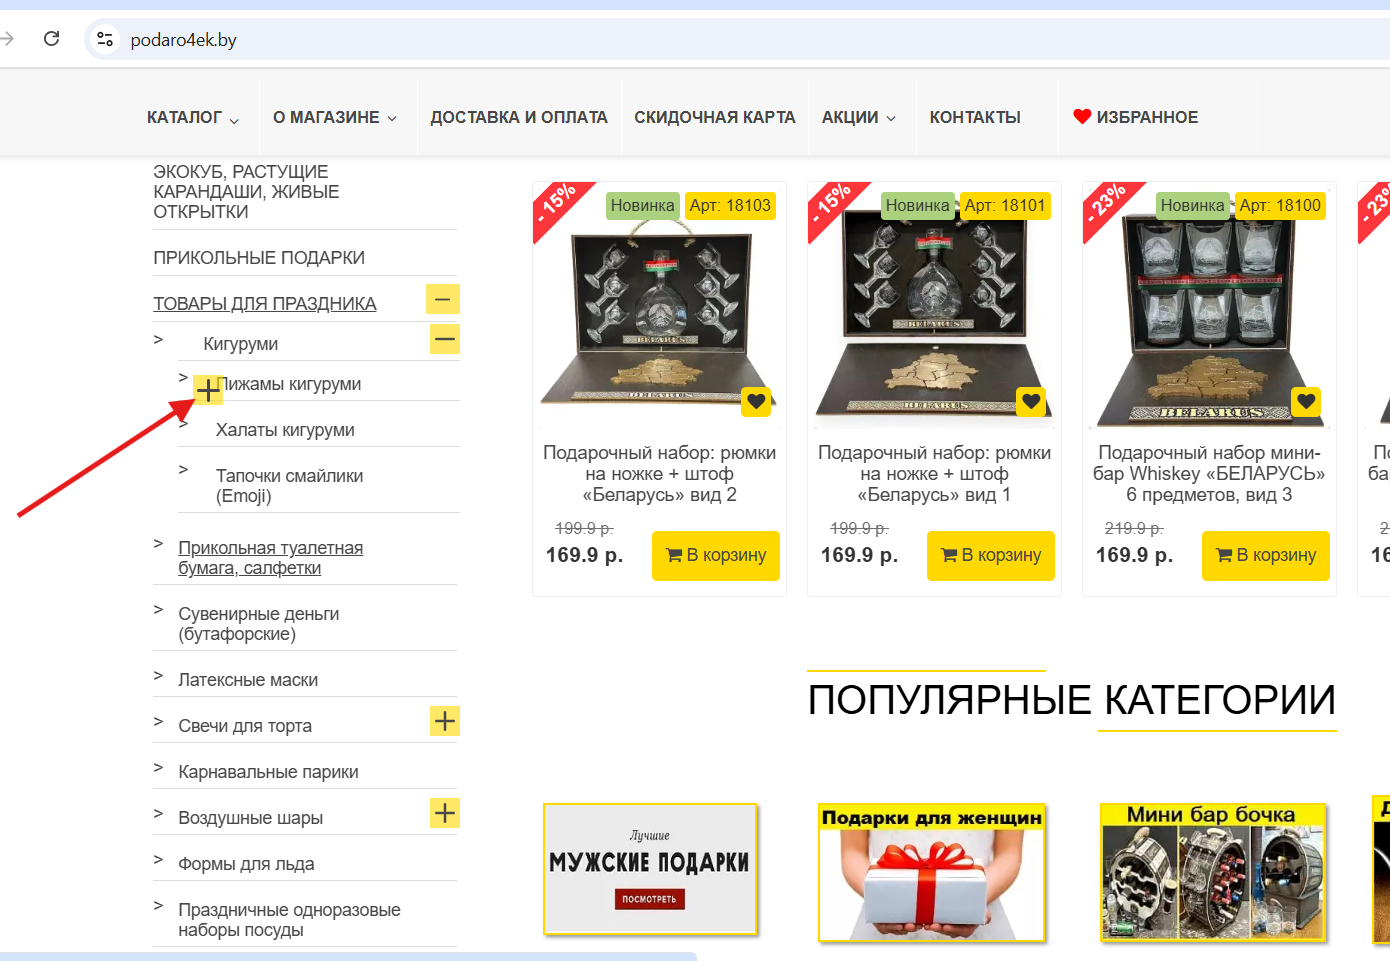 podaro4ek.by
КАТАЛОГ
О МАГАЗИНЕ
ДОСТАВКА И ОПЛАТА
СКИДОЧНАЯ КАРТА
АКЦИИ
КОНТАКТЫ
ИЗБРАННОЕ
ЭКОКУБ, РАСТУЩИЕ
КАРАНДАШИ, ЖИВЫЕ
ОТКРЫТКИ
ПРИКОЛЬНЫЕ ПОДАРКИ
ТОВАРЫ ДЛЯ ПРАЗДНИКА
> Кигуруми
> Пижамы кигуруми
> Халаты кигуруми
> Тапочки смайлики
(Emoji)
> Прикольная туалетная
бумага, салфетки
> Сувенирные деньги
(бутафорские)
> Латексные маски
> Свечи для торта
> Карнавальные парики
> Воздушные шары
> Формы для льда
> Праздничные одноразовые
наборы посуды
- 15%
Новинка
Арт: 18103
BELARUS
Подарочный набор: рюмки
на ножке + штоф
«Беларусь» вид 2
199.9 р.
169.9 р.
В корзину
- 15%
Новинка
Арт: 18101
BELARUS
Подарочный набор: рюмки
на ножке + штоф
«Беларусь» вид 1
199.9 р.
169.9 р.
В корзину
- 23%
Новинка
Арт: 18100
BELARUS
Подарочный набор мини-
бар Whiskey «БЕЛАРУСЬ»
6 предметов, вид 3
219.9 р.
169.9 р.
В корзину
- 23%
ПОПУЛЯРНЫЕ КАТЕГОРИИ
Лучшие
МУЖСКИЕ ПОДАРКИ
ПОСМОТРЕТЬ
Подарки для женщин
Мини бар бочка